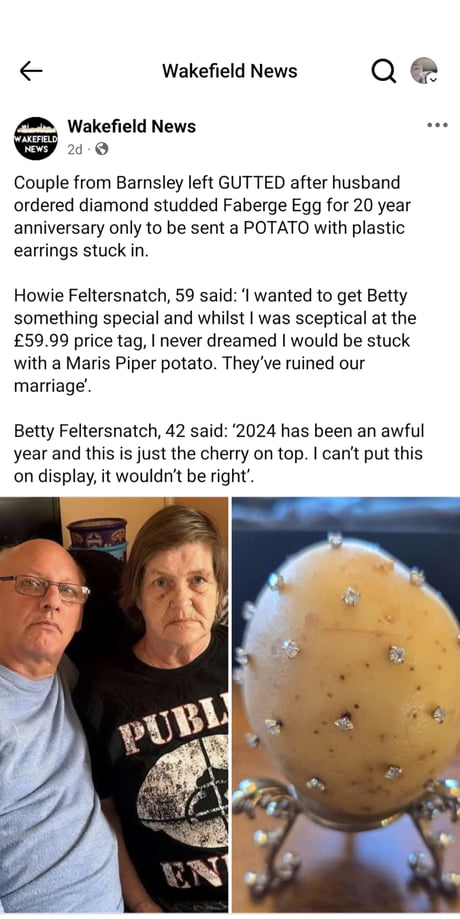 Wakefield News
WAKEFIELD
NEWS
Wakefield News
2d ·
Couple from Barnsley left GUTTED after husband
ordered diamond studded Faberge Egg for 20 year
anniversary only to be sent a POTATO with plastic
earrings stuck in.
Howie Feltersnatch, 59 said: ‘I wanted to get Betty
something special and whilst I was sceptical at the
£59.99 price tag, I never dreamed I would be stuck
with a Maris Piper potato. They’ve ruined our
marriage’.
Betty Feltersnatch, 42 said: ‘2024 has been an awful
year and this is just the cherry on top. I can’t put this
on display, it wouldn’t be right’.
PUBL
EN